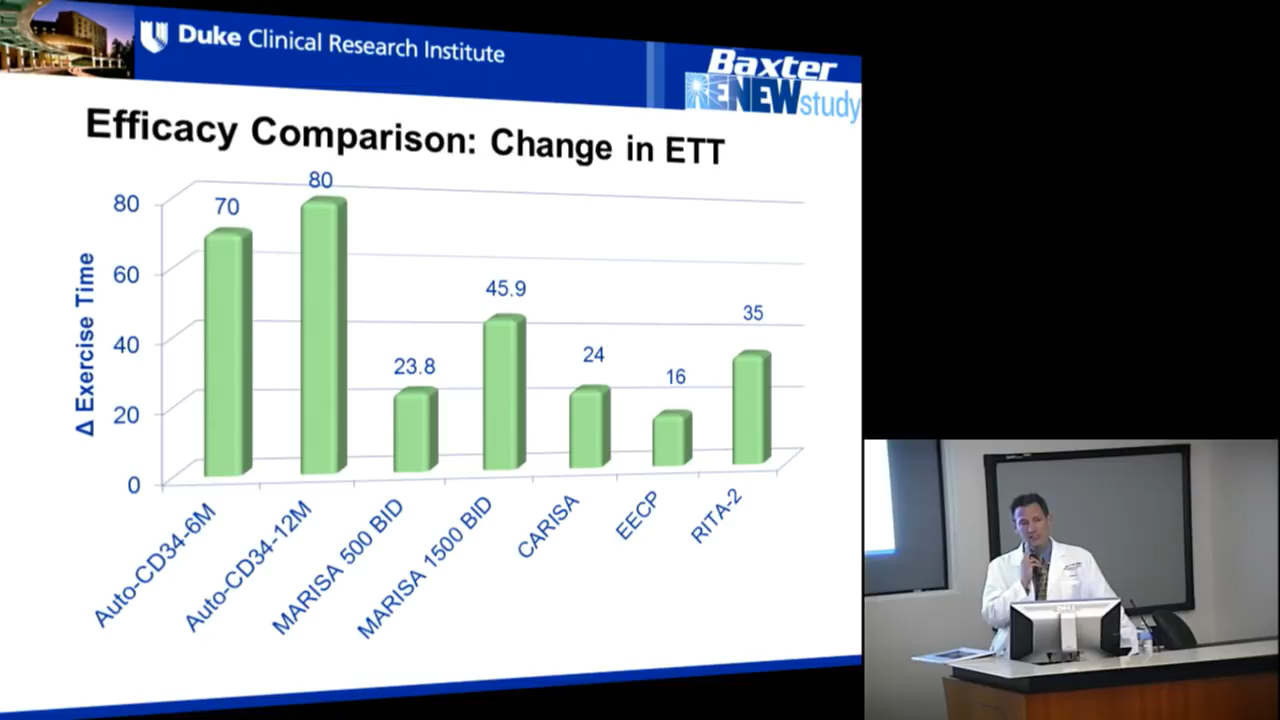 Duke Clinical Research Institute
Baxter
RENEW study
Efficacy Comparison: Change in ETT
Δ Exercise Time
80
60
40
20
0
70
80
23.8
45.9
24
16
35
Auto-CD34-6M
Auto-CD34-12M
MARISA 500 BID
MARISA 1500 BID
CARISA
EECP
RITA-2
DELL